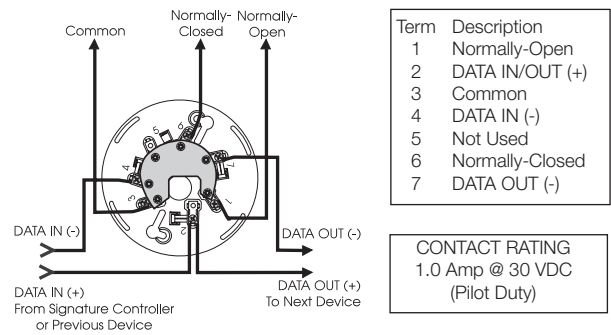 Common
Normally-
Closed
Normally-
Open
6
5
4
7
3
1
2
DATA IN (-)
DATA OUT (-)
DATA IN (+)
From Signature Controller
or Previous Device
DATA OUT (+)
To Next Device
Term Description
1 Normally-Open
2 DATA IN/OUT (+)
3 Common
4 DATA IN (-)
5 Not Used
6 Normally-Closed
7 DATA OUT (-)
CONTACT RATING
1.0 Amp @ 30 VDC
(Pilot Duty)